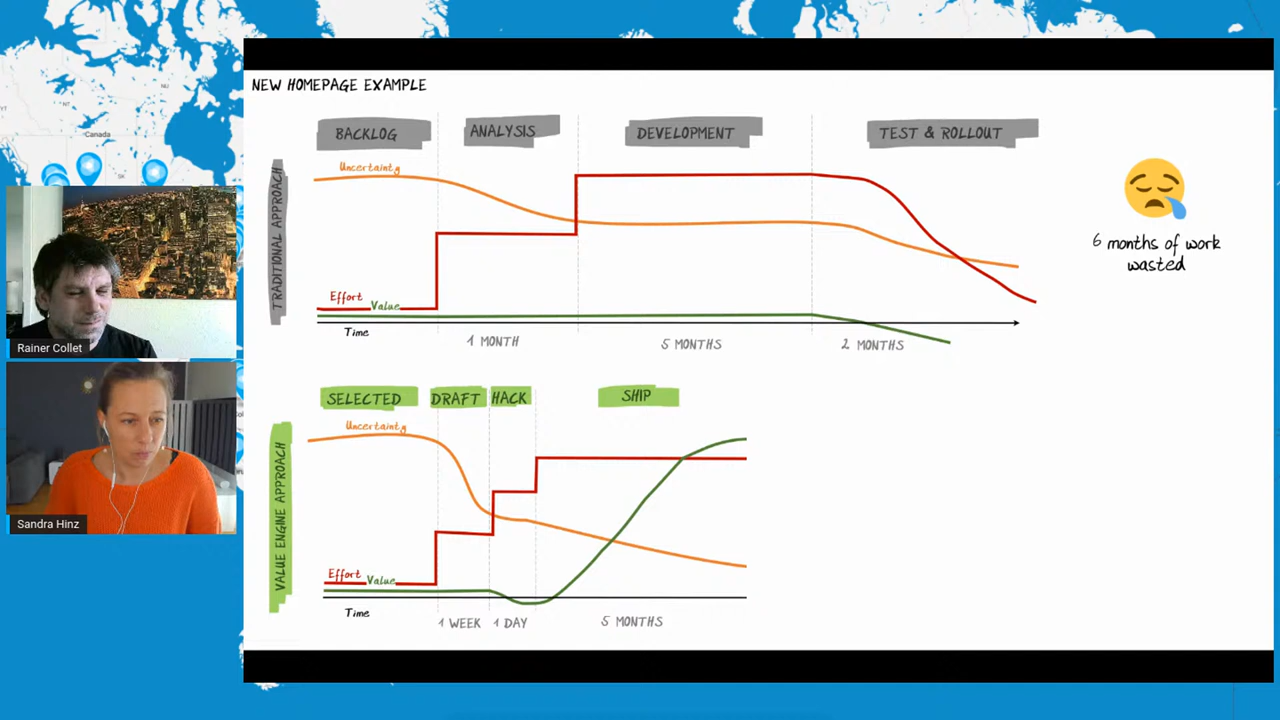 NEW HOMEPAGE EXAMPLE
BACKLOG
ANALYSIS
DEVELOPMENT
TEST & ROLLOUT
TRADITIONAL APPROACH
Uncertainty
Effort
Value
Time
1 MONTH
5 MONTHS
2 MONTHS
6 months of work
wasted
SELECTED
DRAFT
HACK
SHIP
VALUE ENGINE APPROACH
Uncertainty
Effort
Value
Time
1 WEEK
1 DAY
5 MONTHS
Canada
Rainer Collet
Sandra Hinz